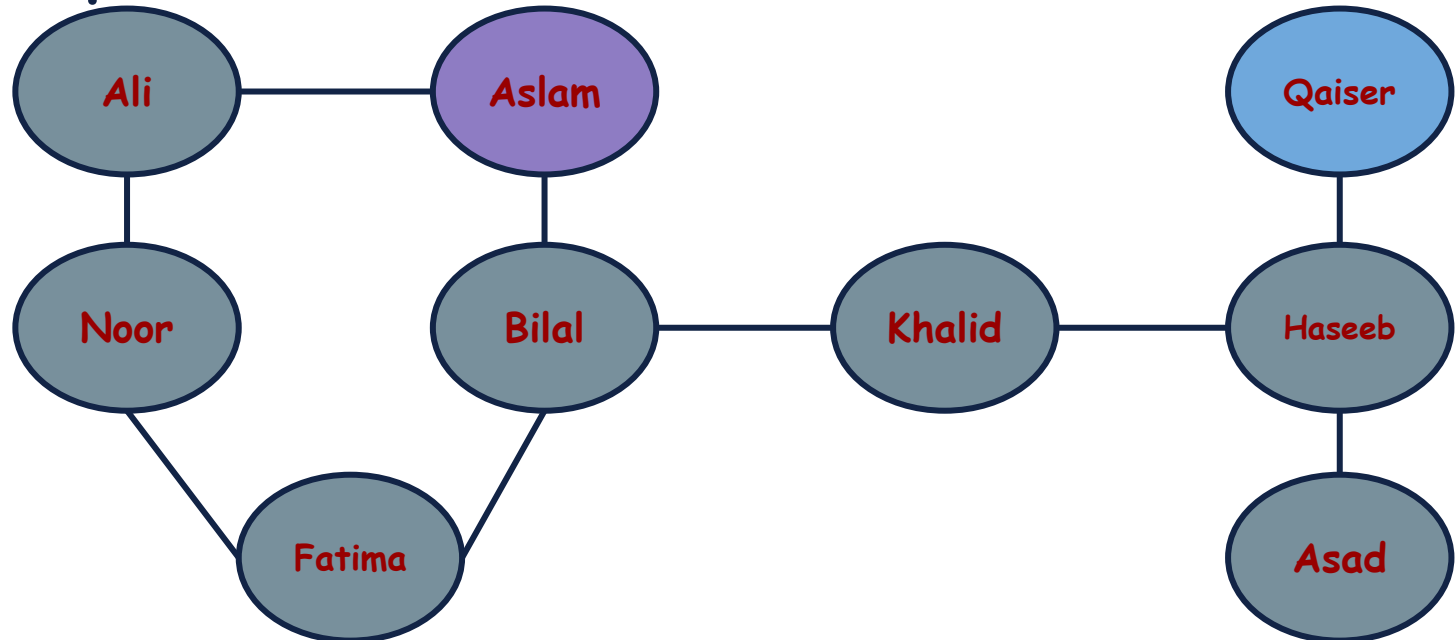 Ali
Aslam
Qaiser
Noor
Bilal
Khalid
Haseeb
Fatima
Asad